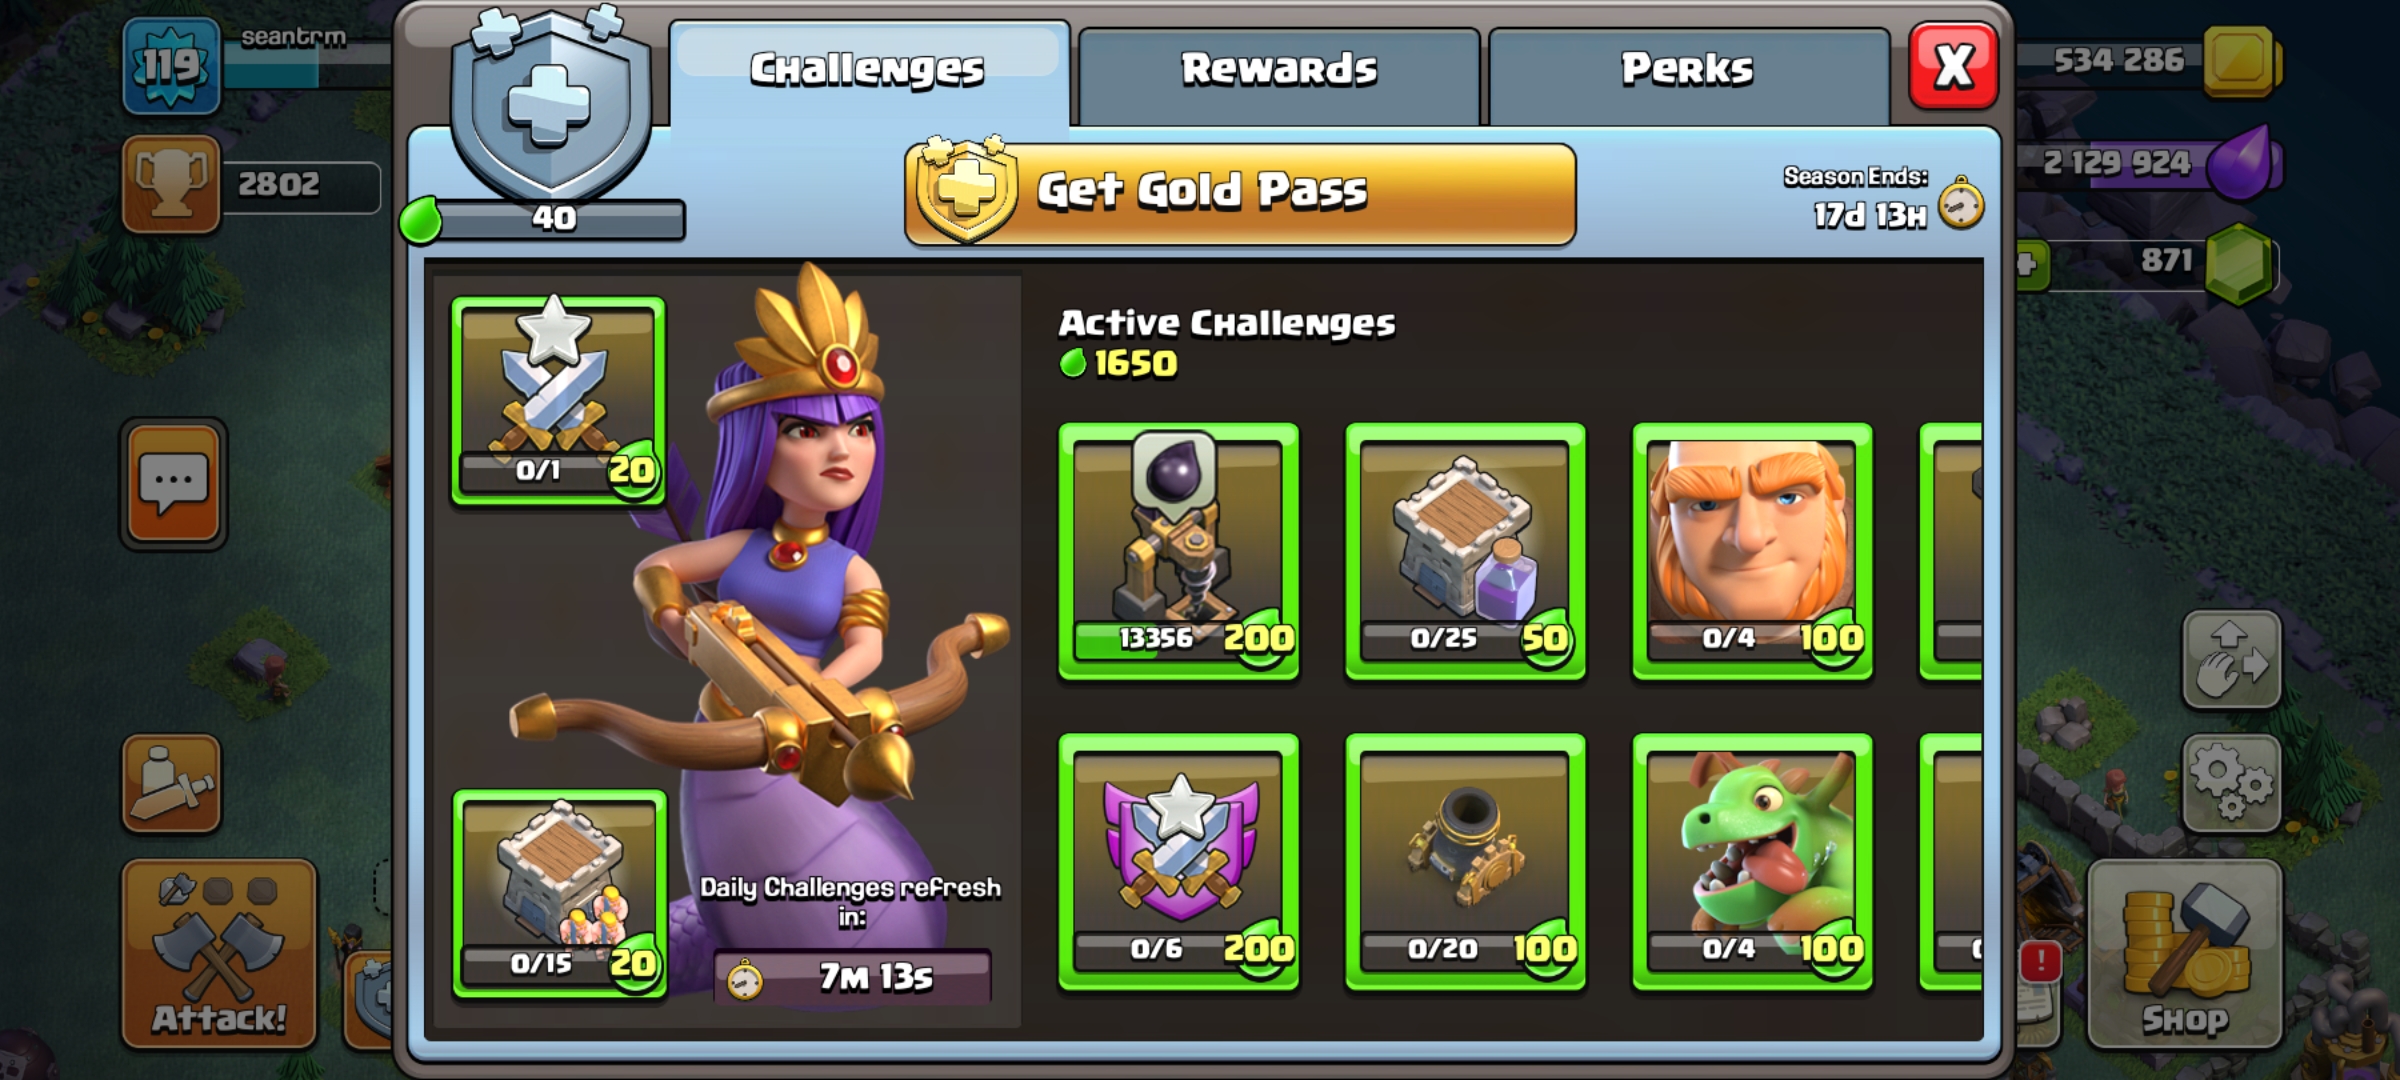 119
seantrm
2802
Challenges
Rewards
Perks
X
534 286
2 129 924
871
40
Get Gold Pass
Season Ends:
17d 13h
Active Challenges
1650
0/1
20
13356
200
0/25
50
0/4
100
Daily Challenges refresh
in:
7m 13s
0/15
20
0/6
200
0/20
100
0/4
100
Attack!
!
Shop